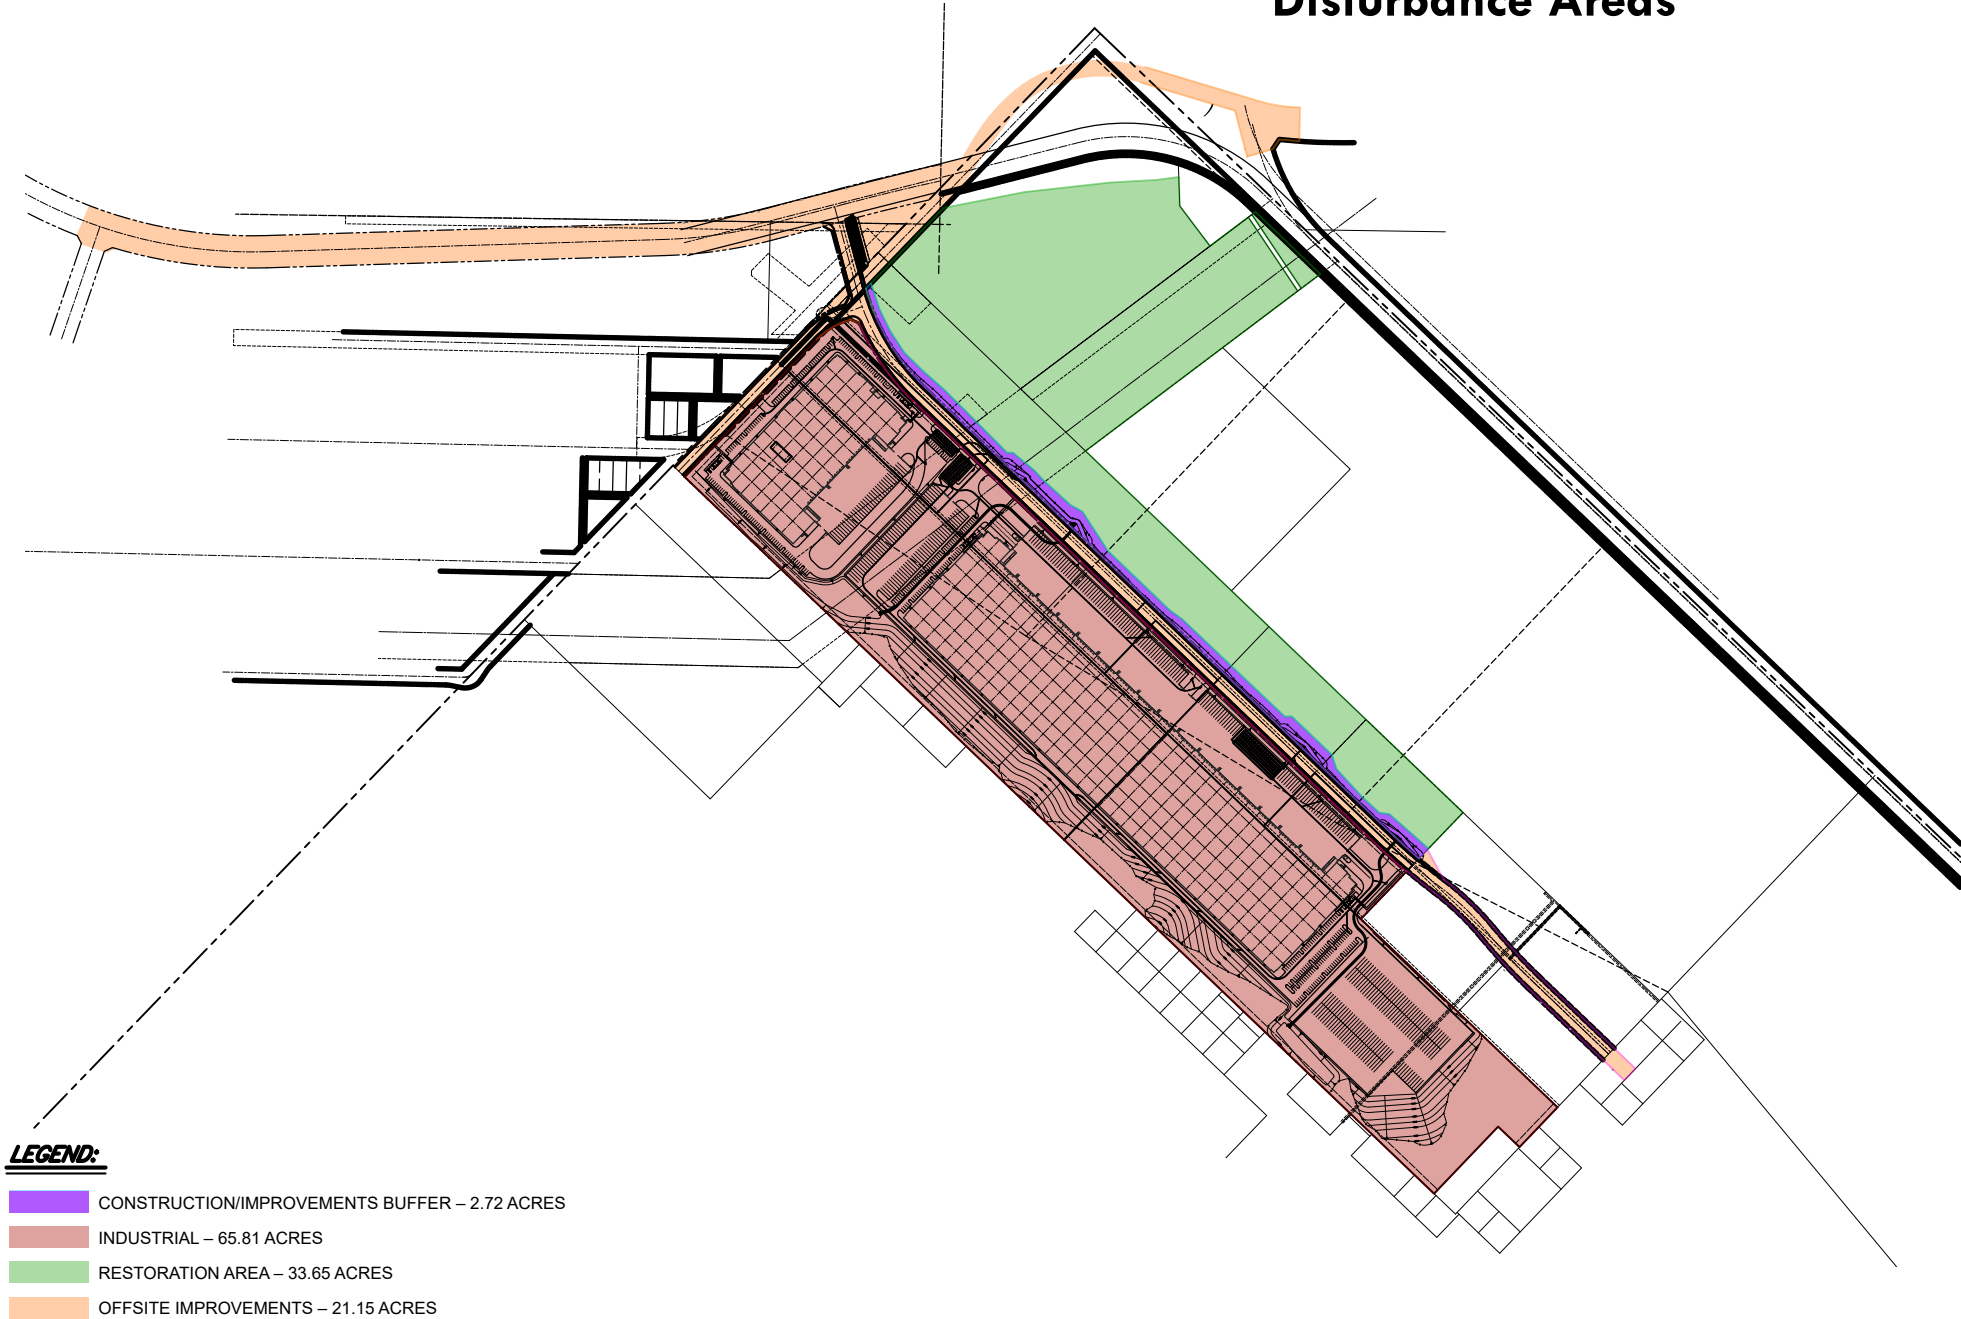 Disturbance Areas
LEGEND:
CONSTRUCTION/IMPROVEMENTS BUFFER – 2.72 ACRES
INDUSTRIAL – 65.81 ACRES
RESTORATION AREA – 33.65 ACRES
OFFSITE IMPROVEMENTS – 21.15 ACRES